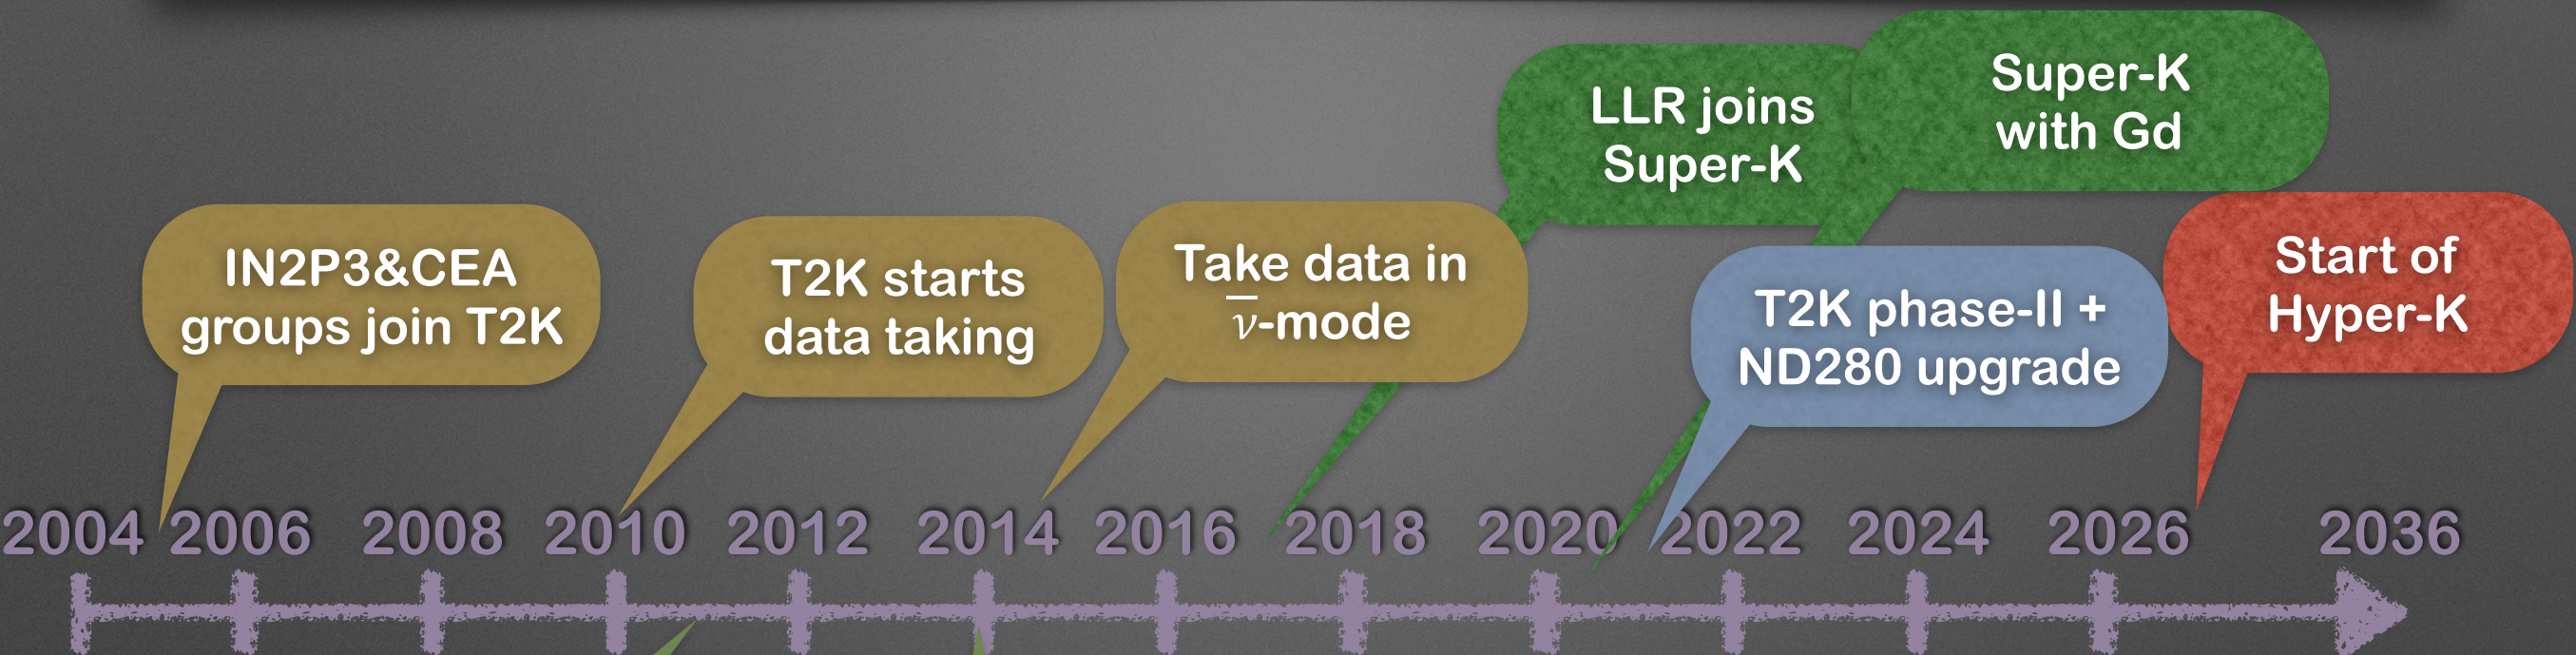 LLR joins
Super-K
Super-K
with Gd
IN2P3&CEA
groups join T2K
T2K starts
data taking
Take data in
ν̅-mode
T2K phase-II +
ND280 upgrade
Start of
Hyper-K
2004 2006 2008 2010 2012 2014 2016 2018 2020 2022 2024 2026 2036